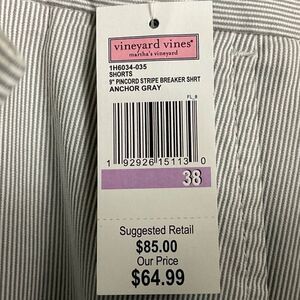 vineyard vines®
martha's vineyard
1H6034-035
SHORTS
9" PINCORD STRIPE BREAKER SHRT
ANCHOR GRAY
FL_8
1 92926 15113 0
38
Suggested Retail
$85.00
Our Price
$64.99